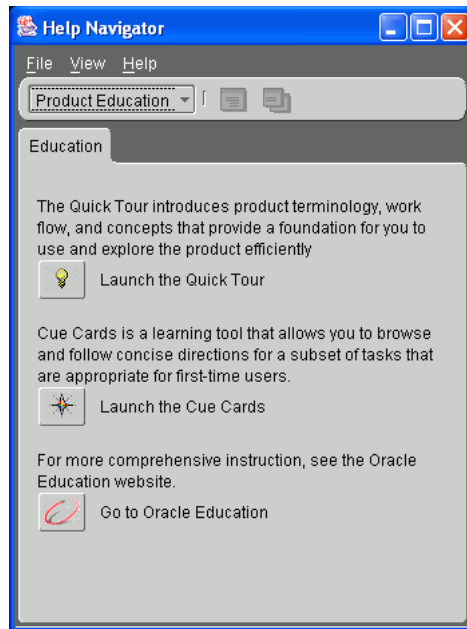 Help Navigator
File View Help
Product Education
Education
The Quick Tour introduces product terminology, work
flow, and concepts that provide a foundation for you to
use and explore the product efficiently
Launch the Quick Tour
Cue Cards is a learning tool that allows you to browse
and follow concise directions for a subset of tasks that
are appropriate for first-time users.
Launch the Cue Cards
For more comprehensive instruction, see the Oracle
Education website.
Go to Oracle Education